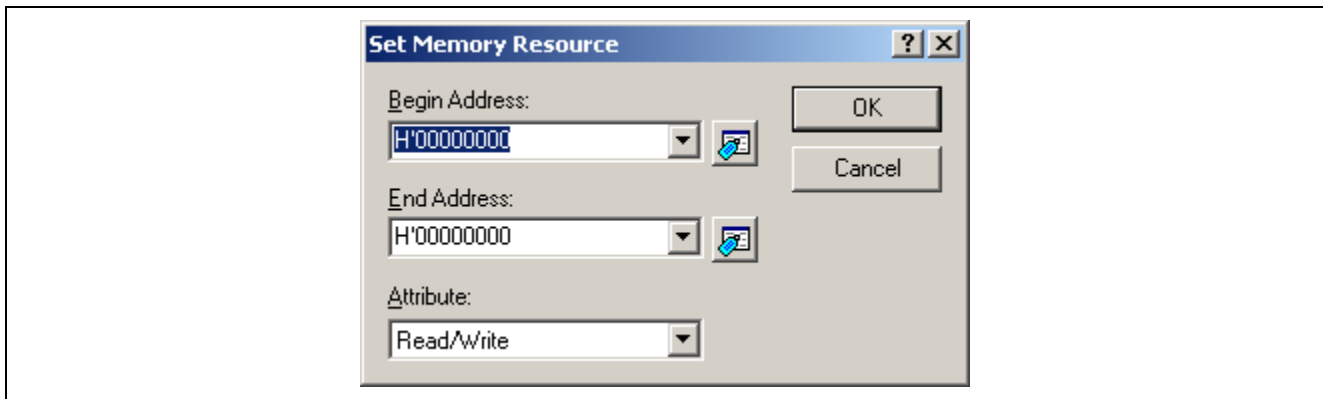 Set Memory Resource
Begin Address:
H'00000000
OK
Cancel
End Address:
H'00000000
Attribute:
Read/Write